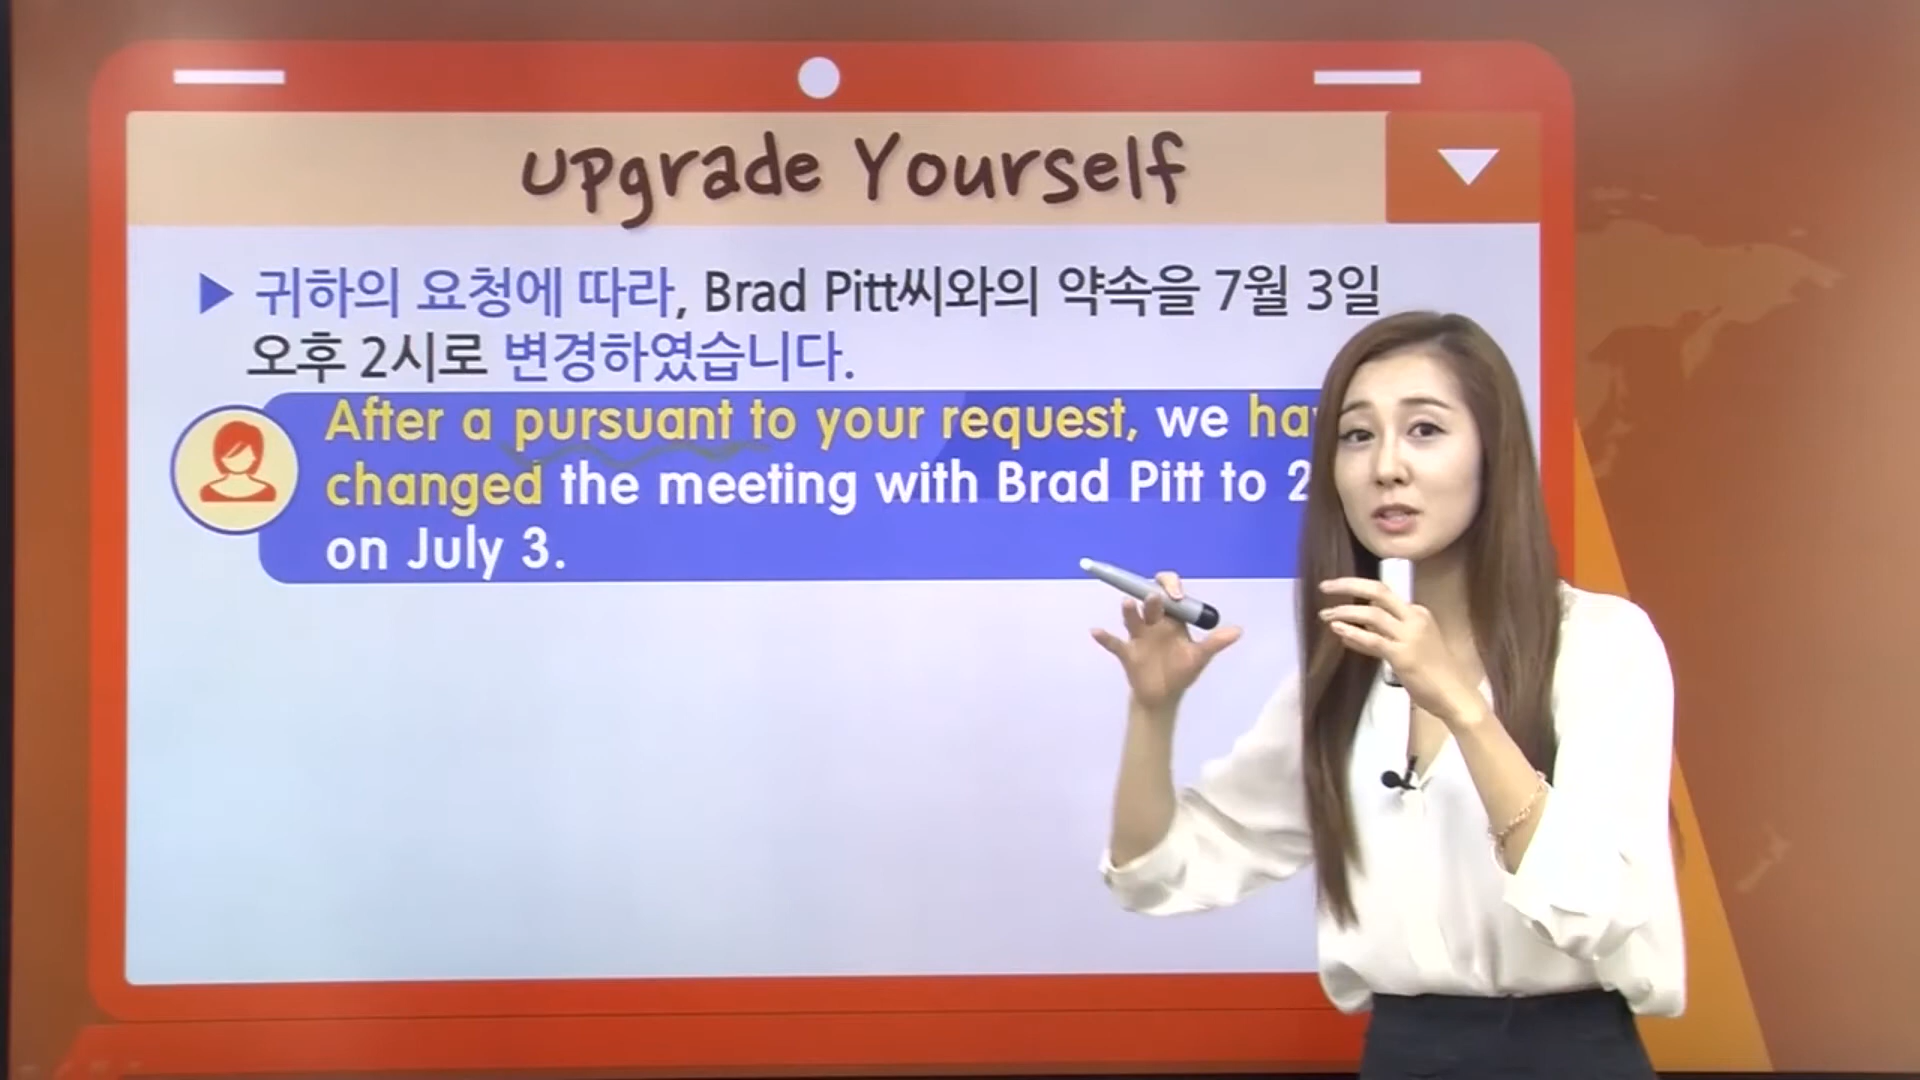 Upgrade Yourself
▶ 귀하의 요청에 따라, Brad Pitt씨와의 약속을 7월 3일
오후 2시로 변경하였습니다.
After a pursuant to your request, we
changed the meeting with Brad Pitt to 2
on July 3.